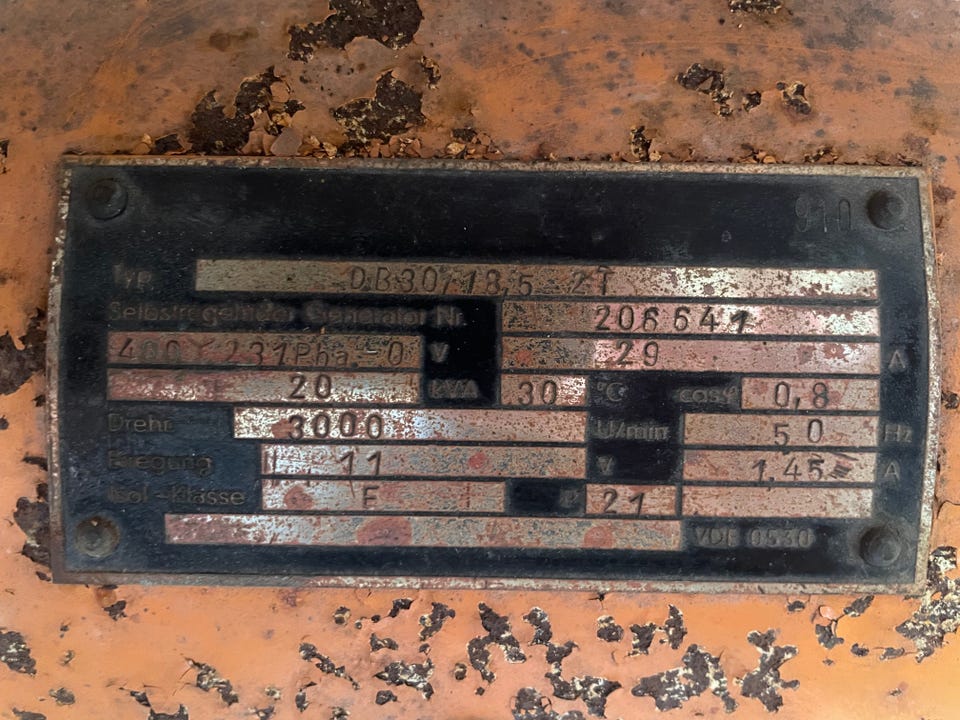 910
Typ DB30/18,5-2T
Selbstregelnder Generator Nr. 206641
400/231Pha-0 V 29 A
20 kVA 30 °C cosφ 0,8
Drehz. 3000 U/min 50 Hz
Erregung 11 V 1,45 A
Isol.-Klasse F P 21
VDE 0530